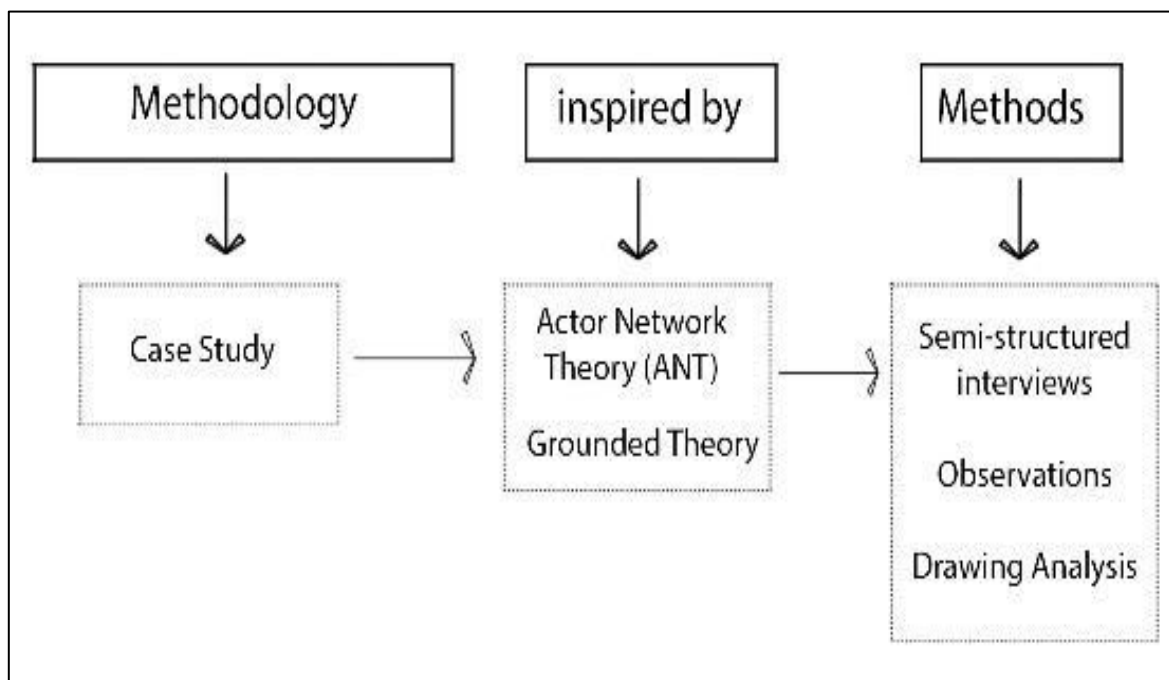 Methodology
inspired by
Methods
Case Study
Actor Network
Theory (ANT)
Grounded Theory
Semi-structured
interviews
Observations
Drawing Analysis